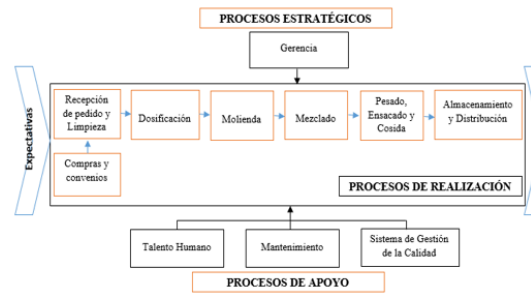 PROCESOS ESTRATÉGICOS
Gerencia
Expectativas
Recepción
de pedido y
Limpieza
Dosificación
Molienda
Mezclado
Pesado,
Ensacado y
Cosida
Almacenamiento
y Distribución
Compras y
convenios
PROCESOS DE REALIZACIÓN
Talento Humano
Mantenimiento
Sistema de Gestión
de la Calidad
PROCESOS DE APOYO